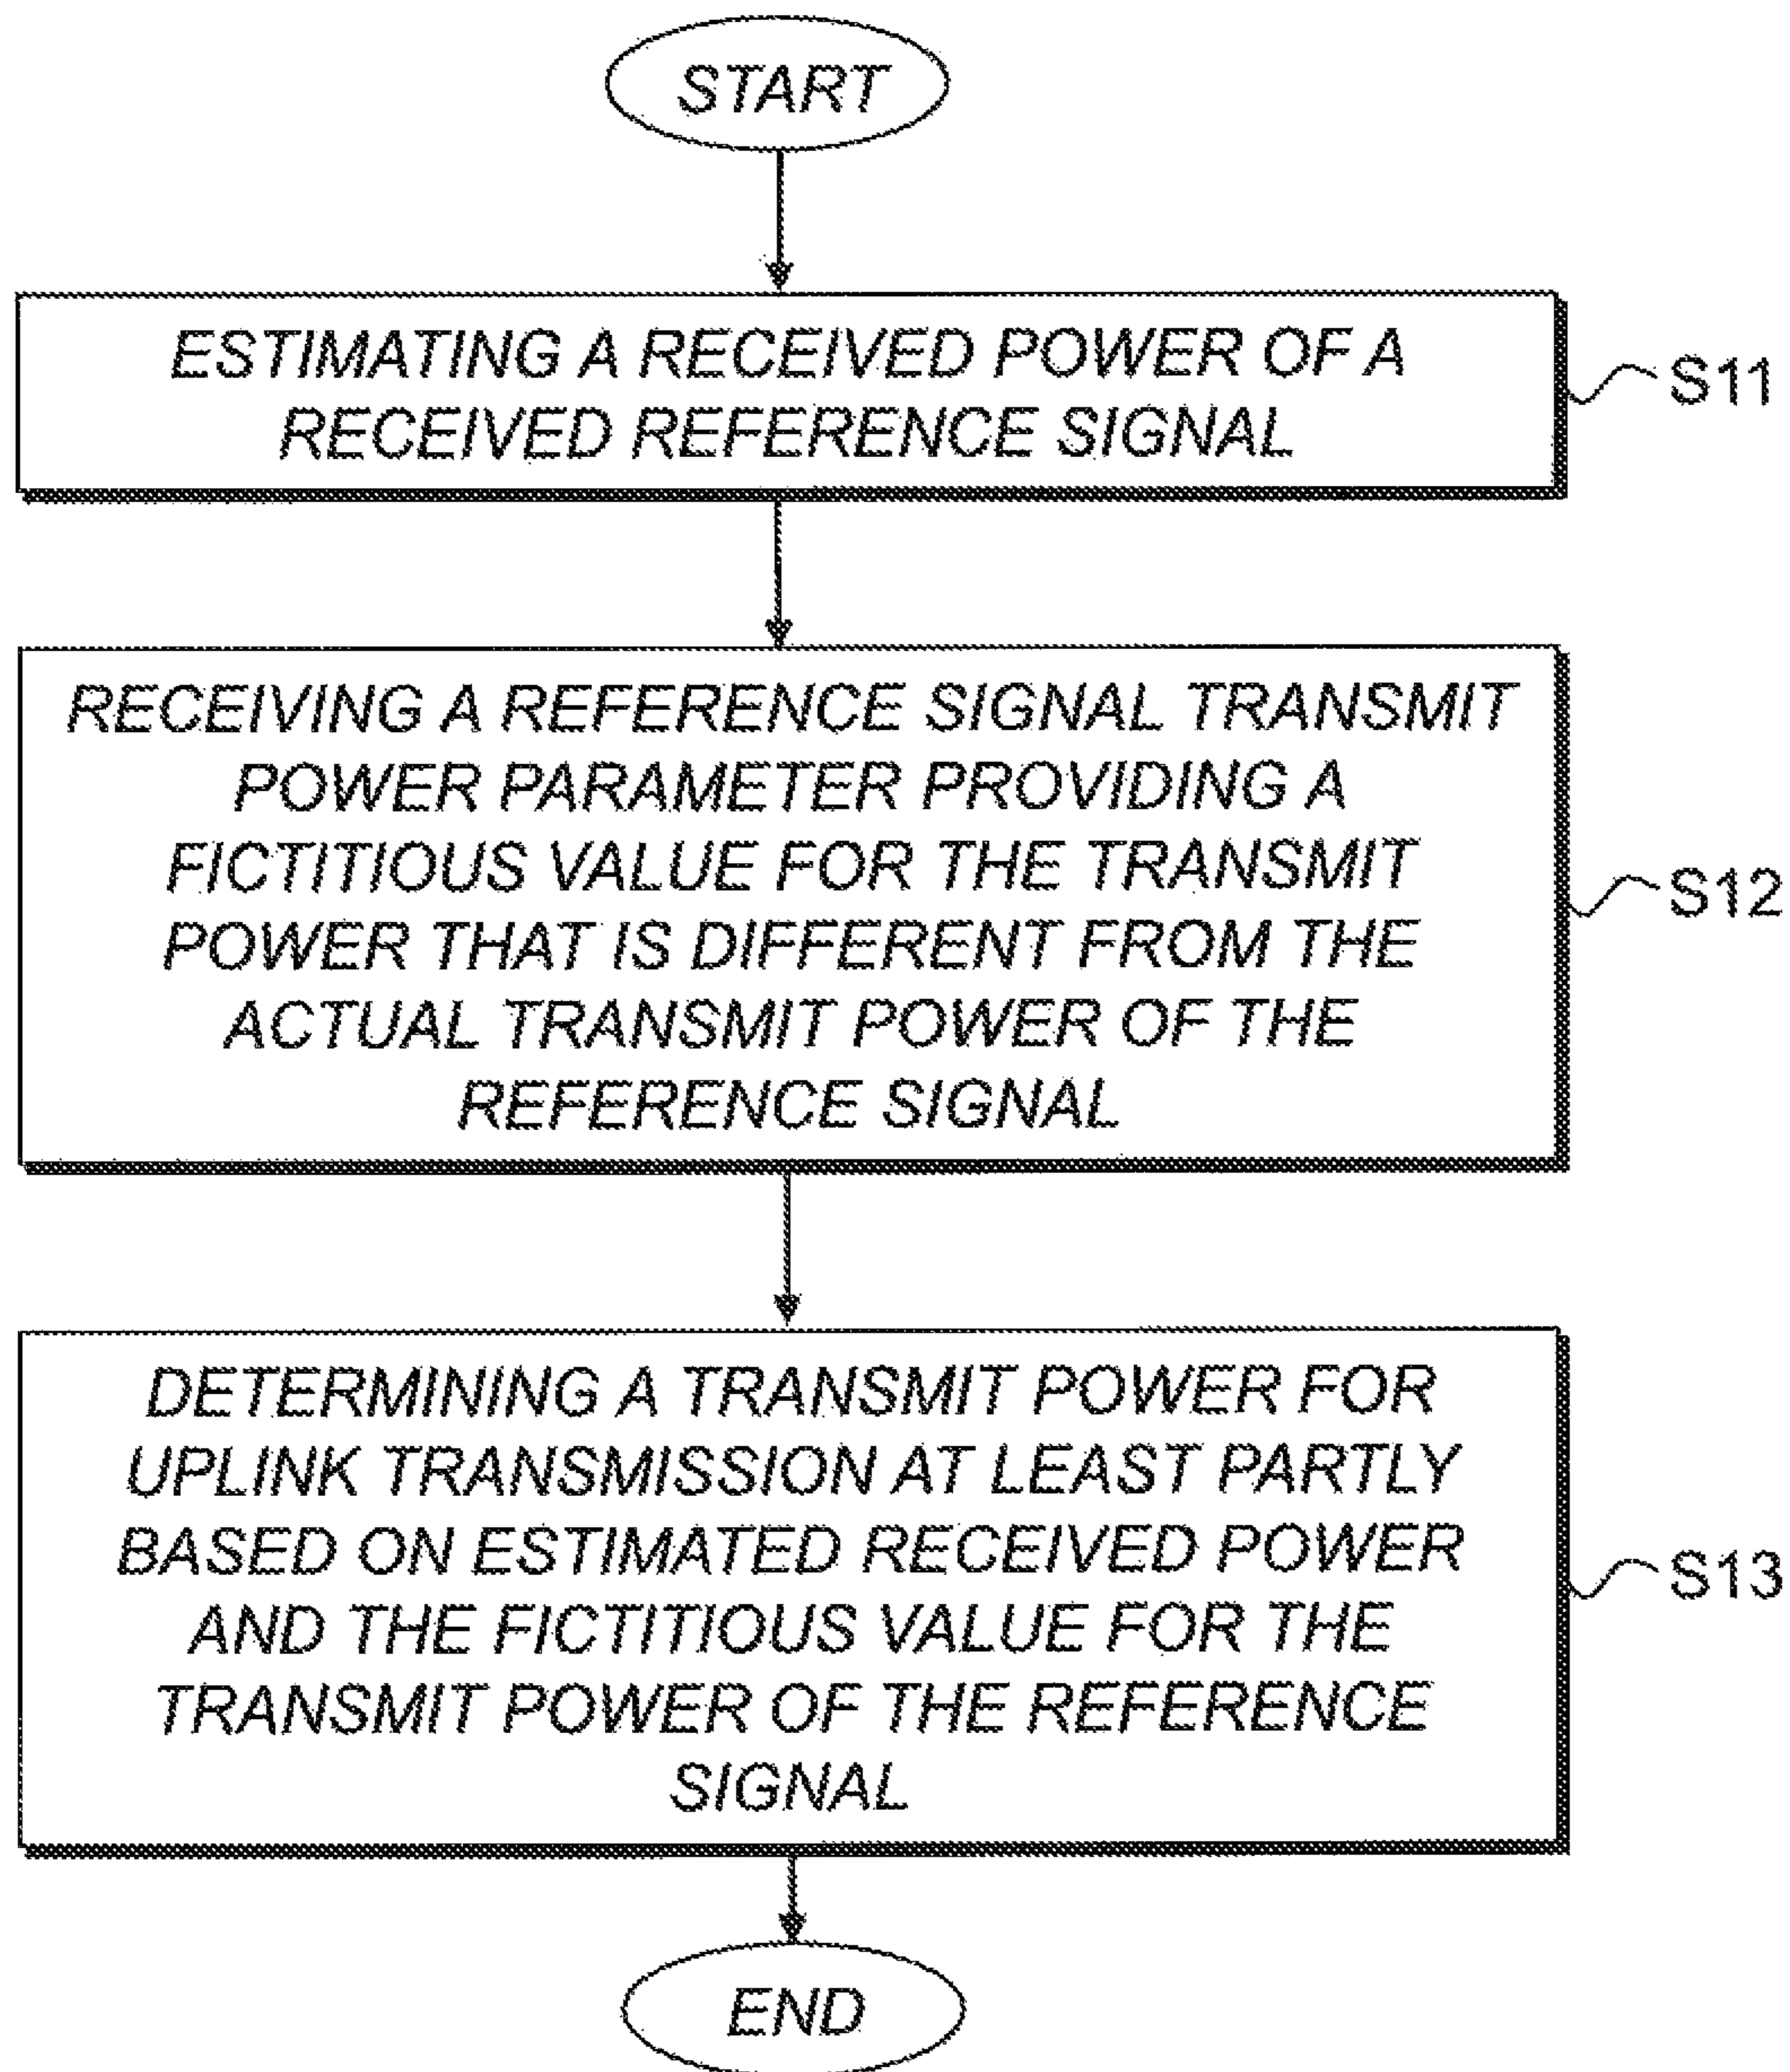 START
ESTIMATING A RECEIVED POWER OF A
RECEIVED REFERENCE SIGNAL
S11
RECEIVING A REFERENCE SIGNAL TRANSMIT
POWER PARAMETER PROVIDING A
FICTITIOUS VALUE FOR THE TRANSMIT
POWER THAT IS DIFFERENT FROM THE
ACTUAL TRANSMIT POWER OF THE
REFERENCE SIGNAL
S12
DETERMINING A TRANSMIT POWER FOR
UPLINK TRANSMISSION AT LEAST PARTLY
BASED ON ESTIMATED RECEIVED POWER
AND THE FICTITIOUS VALUE FOR THE
TRANSMIT POWER OF THE REFERENCE
SIGNAL
S13
END